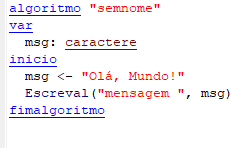 algoritmo "semnome"
var
  msg: caractere
inicio
  msg <- "Olá, Mundo!"
  Escreval("mensagem ", msg)
fimalgoritmo